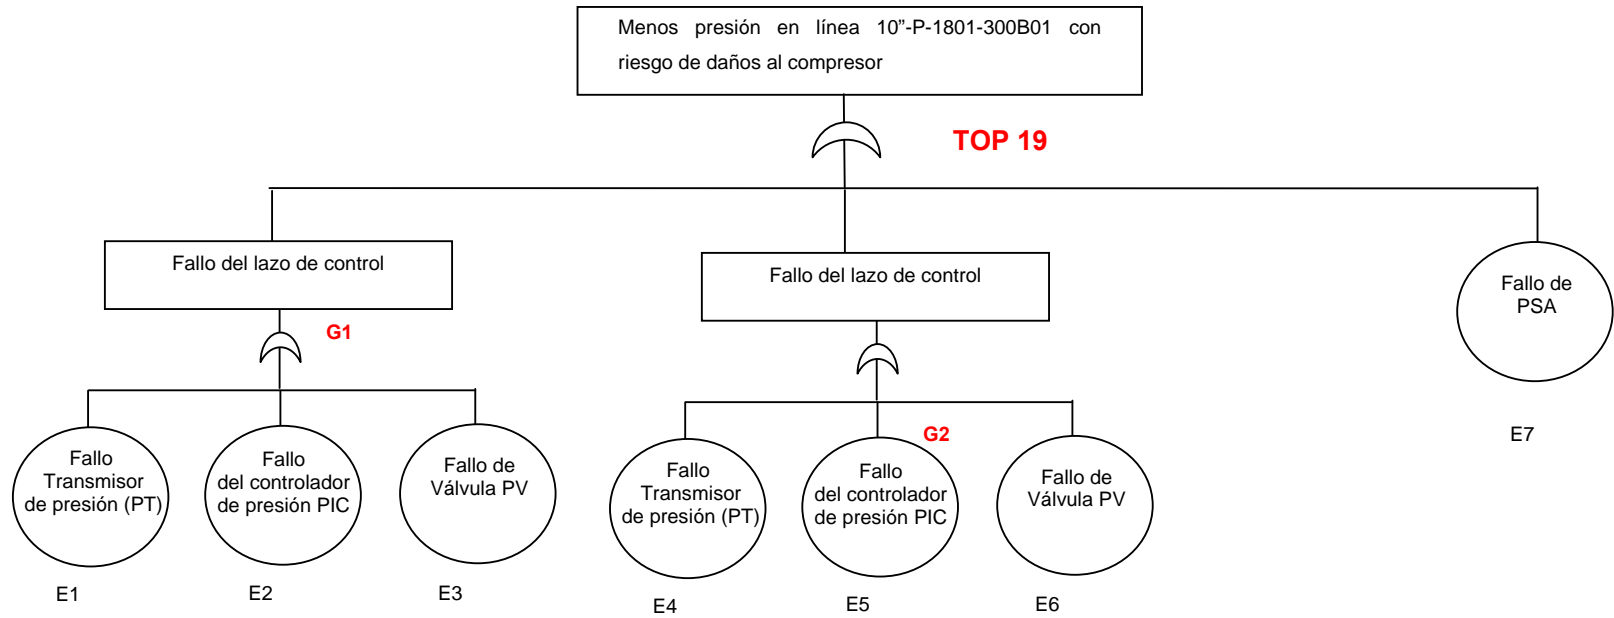 Menos presión en línea 10”-P-1801-300B01 con
riesgo de daños al compresor
TOP 19
Fallo del lazo de control
G1
Fallo del lazo de control
Fallo de
PSA
Fallo
Transmisor
de presión (PT)
Fallo
del controlador
de presión PIC
Fallo de
Válvula PV
G2
Fallo
Transmisor
de presión (PT)
Fallo
del controlador
de presión PIC
Fallo de
Válvula PV
E7
E1
E2
E3
E4
E5
E6